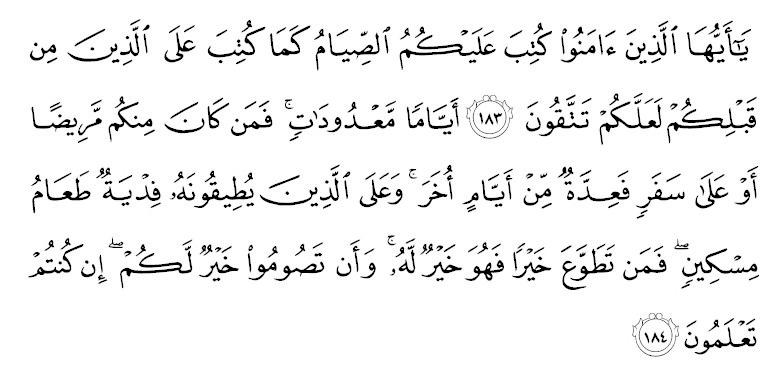 يَٰٓأَيُّهَا ٱلَّذِينَ ءَامَنُوا۟ كُتِبَ عَلَيْكُمُ ٱلصِّيَامُ كَمَا كُتِبَ عَلَى ٱلَّذِينَ مِن
قَبْلِكُمْ لَعَلَّكُمْ تَتَّقُونَ ١٨٣ أَيَّامًا مَّعْدُودَٰتٍ ۚ فَمَن كَانَ مِنكُم مَّرِيضًا
أَوْ عَلَىٰ سَفَرٍ فَعِدَّةٌ مِّنْ أَيَّامٍ أُخَرَ ۚ وَعَلَى ٱلَّذِينَ يُطِيقُونَهُۥ فِدْيَةٌ طَعَامُ
مِسْكِينٍ ۖ فَمَن تَطَوَّعَ خَيْرًا فَهُوَ خَيْرٌ لَّهُۥ ۚ وَأَن تَصُومُوا۟ خَيْرٌ لَّكُمْ ۖ إِن كُنتُمْ
تَعْلَمُونَ ١٨٤